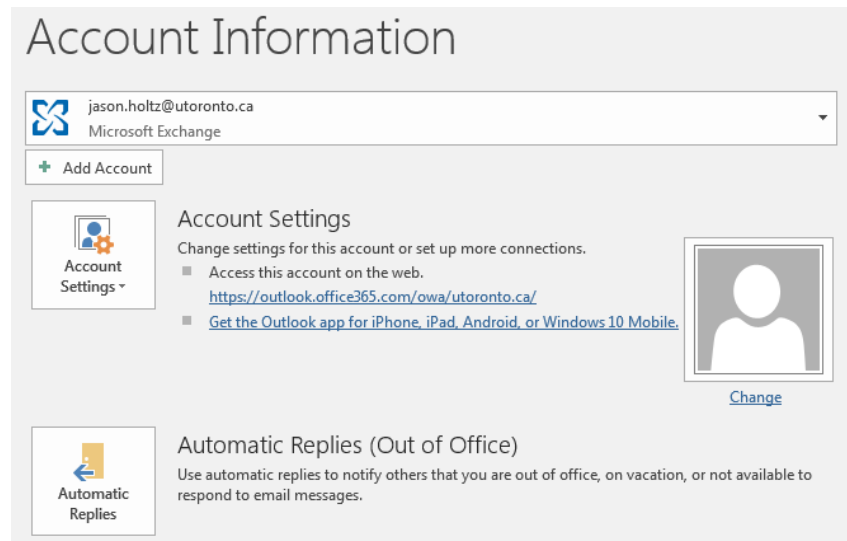 Account Information
jason.holtz@utoronto.ca
Microsoft Exchange
Add Account
Account Settings
Account Settings
Change settings for this account or set up more connections.
Access this account on the web.
https://outlook.office365.com/owa/utoronto.ca/
Get the Outlook app for iPhone, iPad, Android, or Windows 10 Mobile.
Change
Automatic Replies
Automatic Replies (Out of Office)
Use automatic replies to notify others that you are out of office, on vacation, or not available to
respond to email messages.